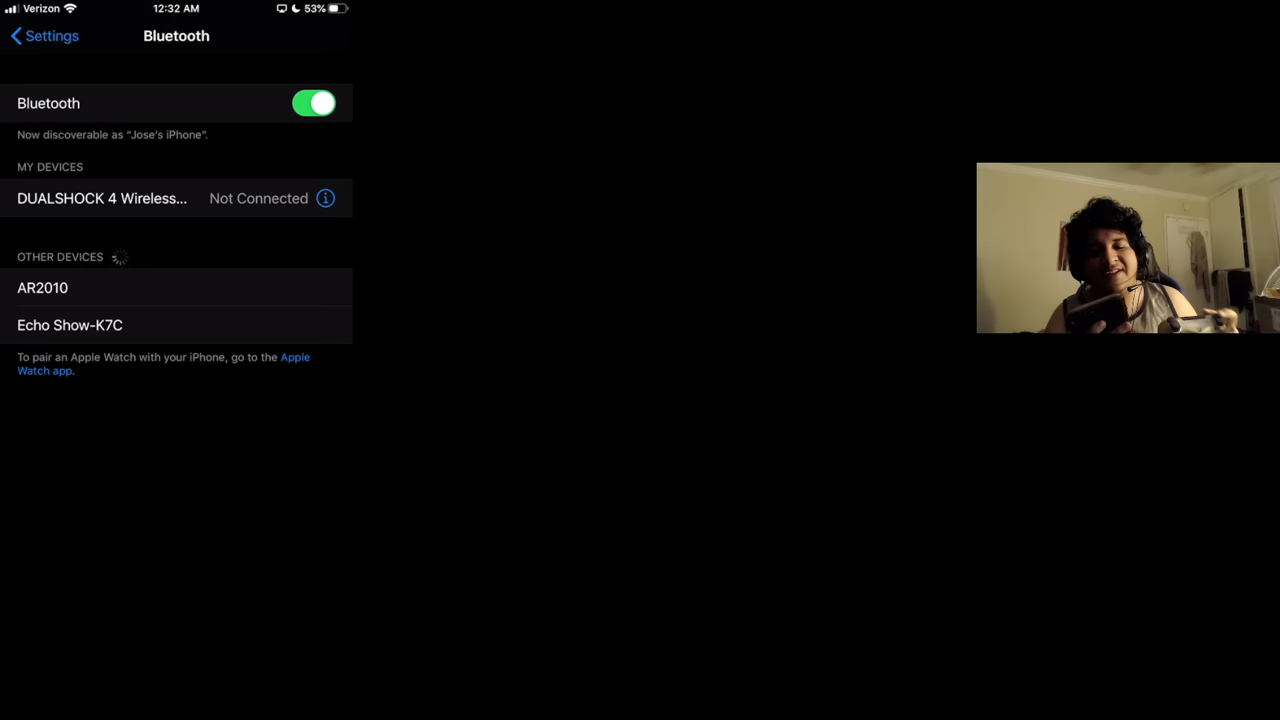 Verizon 12:32 AM 53%
Settings Bluetooth
Bluetooth
Now discoverable as “Jose’s iPhone”.
MY DEVICES
DUALSHOCK 4 Wireless... Not Connected
OTHER DEVICES
AR2010
Echo Show-K7C
To pair an Apple Watch with your iPhone, go to the Apple
Watch app.